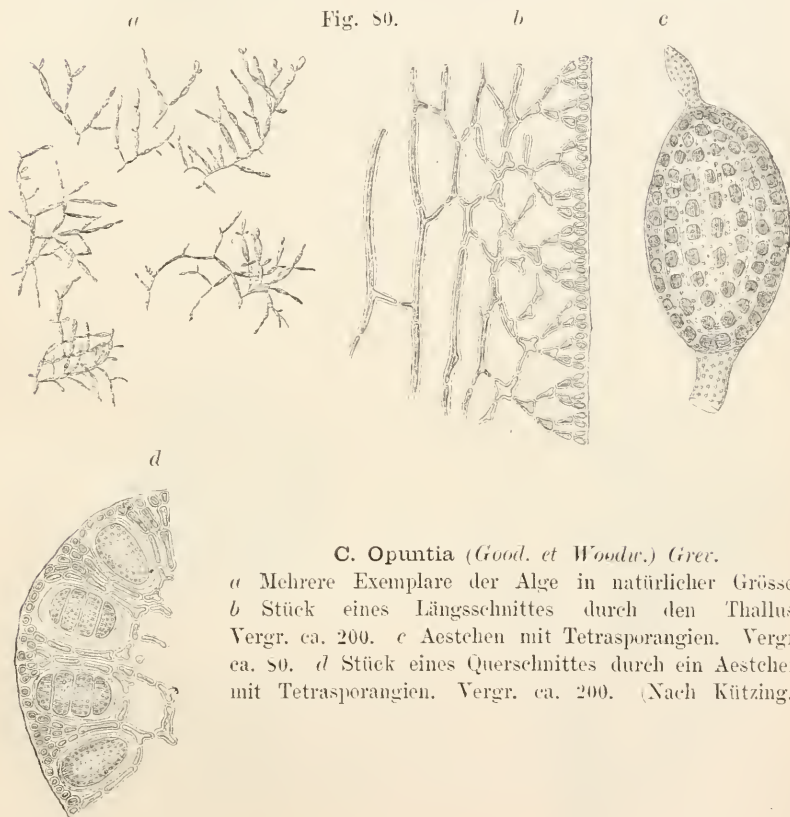 a Fig. 80. b c
d
C. Opuntia (Good. et Woodw.) Grev.
a Mehrere Exemplare der Alge in natürlicher Grösse
b Stück eines Längsschnittes durch den Thallus
Vergr. ca. 200. c Aestchen mit Tetrasporangien. Vergr
ca. 80. d Stück eines Querschnittes durch ein Aestche
mit Tetrasporangien. Vergr. ca. 200. (Nach Kützing.